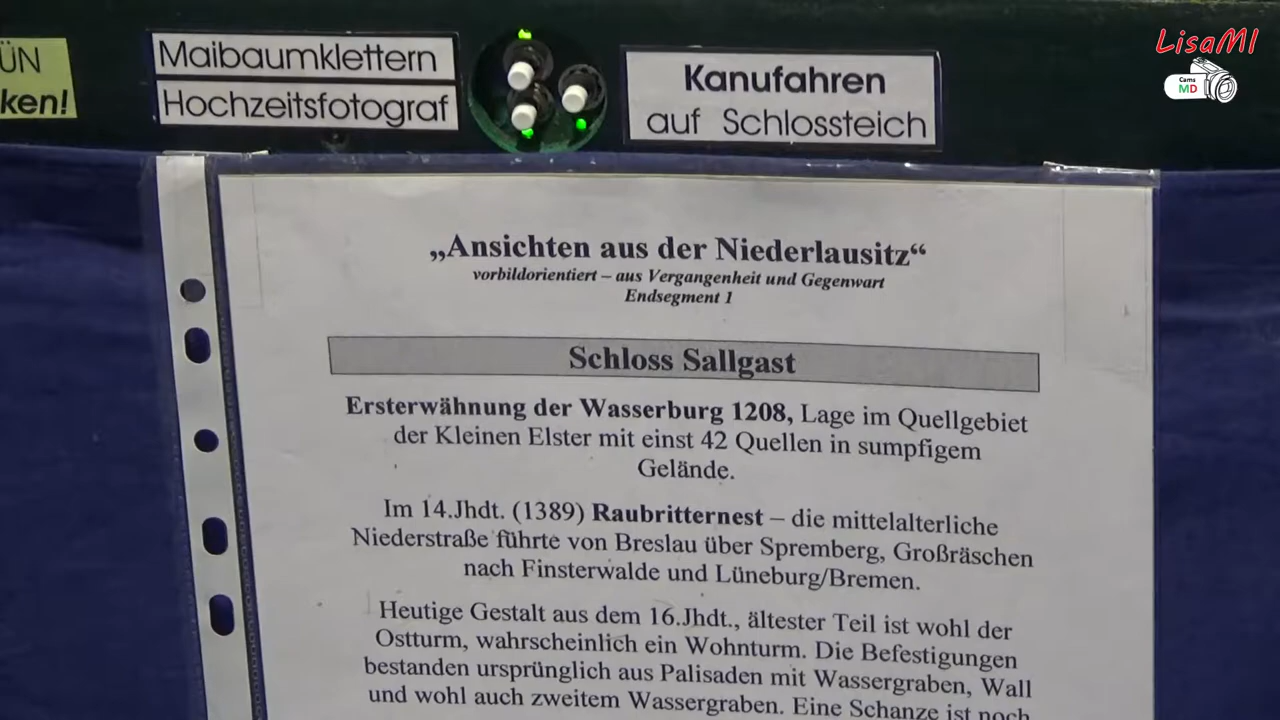 LisaMI
Cams
MD
ÜN
ken!
Maibaumklettern
Hochzeitsfotograf
Kanufahren
auf Schlossteich
„Ansichten aus der Niederlausitz“
vorbildorientiert – aus Vergangenheit und Gegenwart
Endsegment 1
Schloss Sallgast
Ersterwähnung der Wasserburg 1208, Lage im Quellgebiet
der Kleinen Elster mit einst 42 Quellen in sumpfigem
Gelände.
Im 14.Jhdt. (1389) Raubritternest – die mittelalterliche
Niederstraße führte von Breslau über Spremberg, Großräschen
nach Finsterwalde und Lüneburg/Bremen.
Heutige Gestalt aus dem 16.Jhdt., ältester Teil ist wohl der
Ostturm, wahrscheinlich ein Wohnturm. Die Befestigungen
bestanden ursprünglich aus Palisaden mit Wassergraben, Wall
und wohl auch zweitem Wassergraben. Eine Schanze ist noch